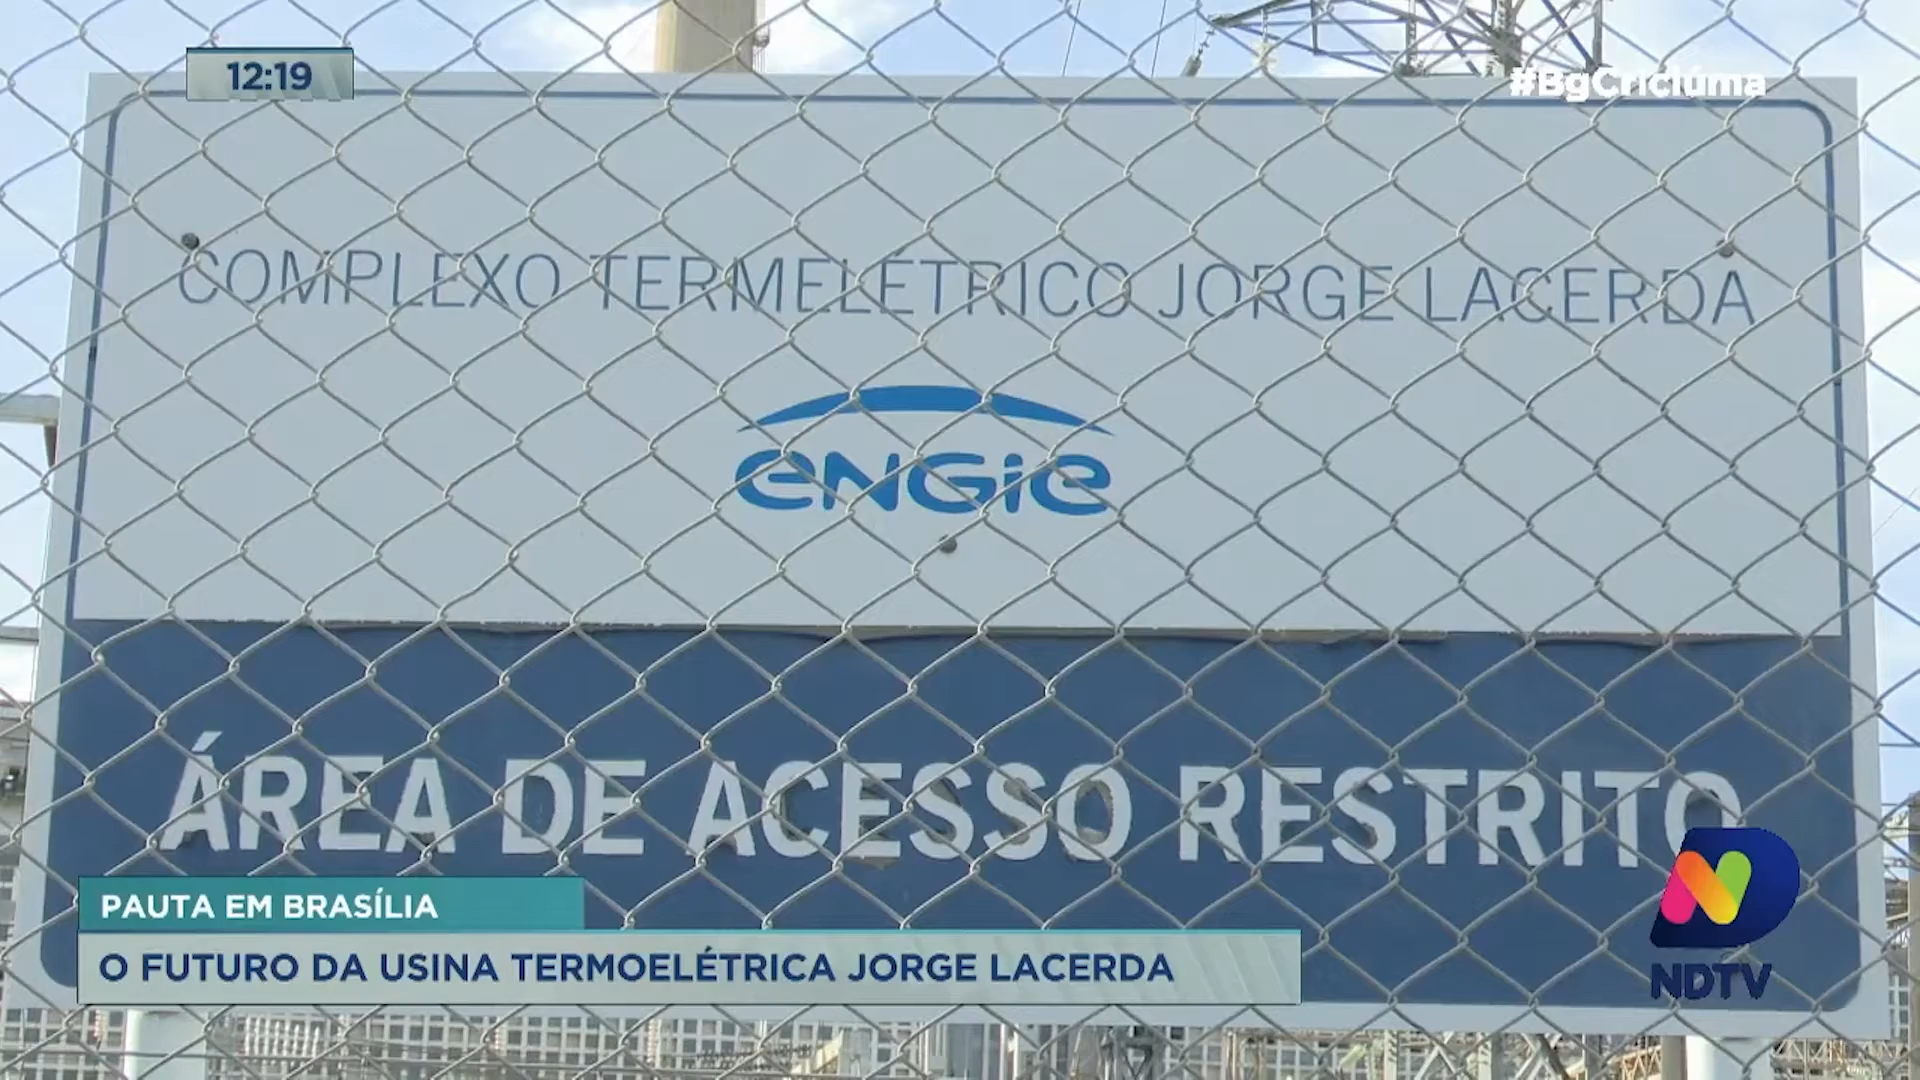 12:19
#BgCriciúma
COMPLEXO TERMELÉTRICO JORGE LACERDA
ENGIE
ÁREA DE ACESSO RESTRITO
PAUTA EM BRASÍLIA
O FUTURO DA USINA TERMOELÉTRICA JORGE LACERDA
NDTV